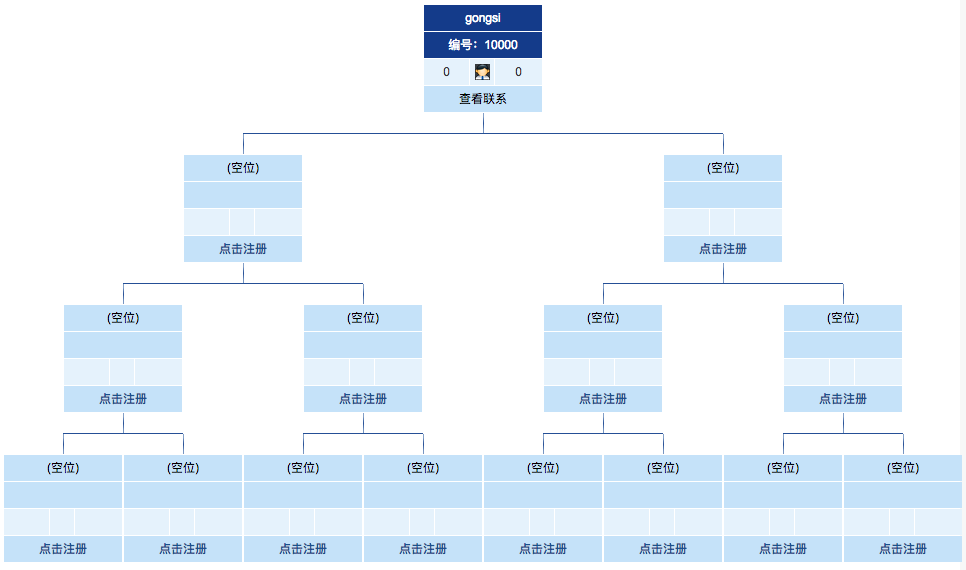 gongsi
编号：10000
0 0
查看联系
(空位) (空位)
点击注册 点击注册
(空位) (空位) (空位) (空位)
点击注册 点击注册 点击注册 点击注册
(空位) (空位) (空位) (空位) (空位) (空位) (空位) (空位)
点击注册 点击注册 点击注册 点击注册 点击注册 点击注册 点击注册 点击注册